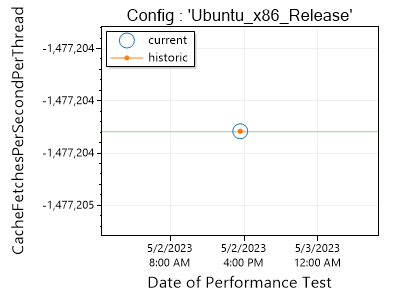 Config : 'Ubuntu_x86_Release'
current
historic
CacheFetchesPerSecondPerThread
-1,477,204
-1,477,204
-1,477,204
-1,477,205
5/2/2023 5/2/2023 5/3/2023
8:00 AM 4:00 PM 12:00 AM
Date of Performance Test